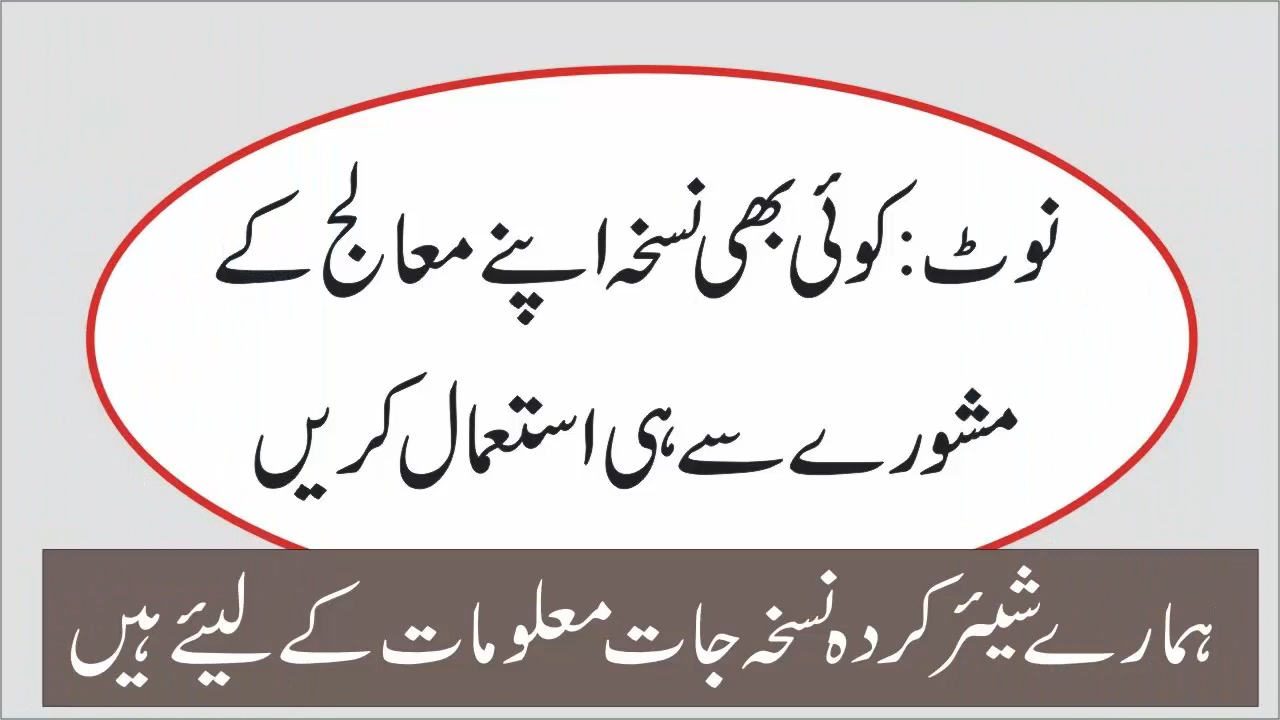 نوٹ: کوئی بھی نسخہ اپنے معالج کے
مشورے سے ہی استعمال کریں
ہمارے شیئر کردہ نسخہ جات معلومات کے لیئے ہیں